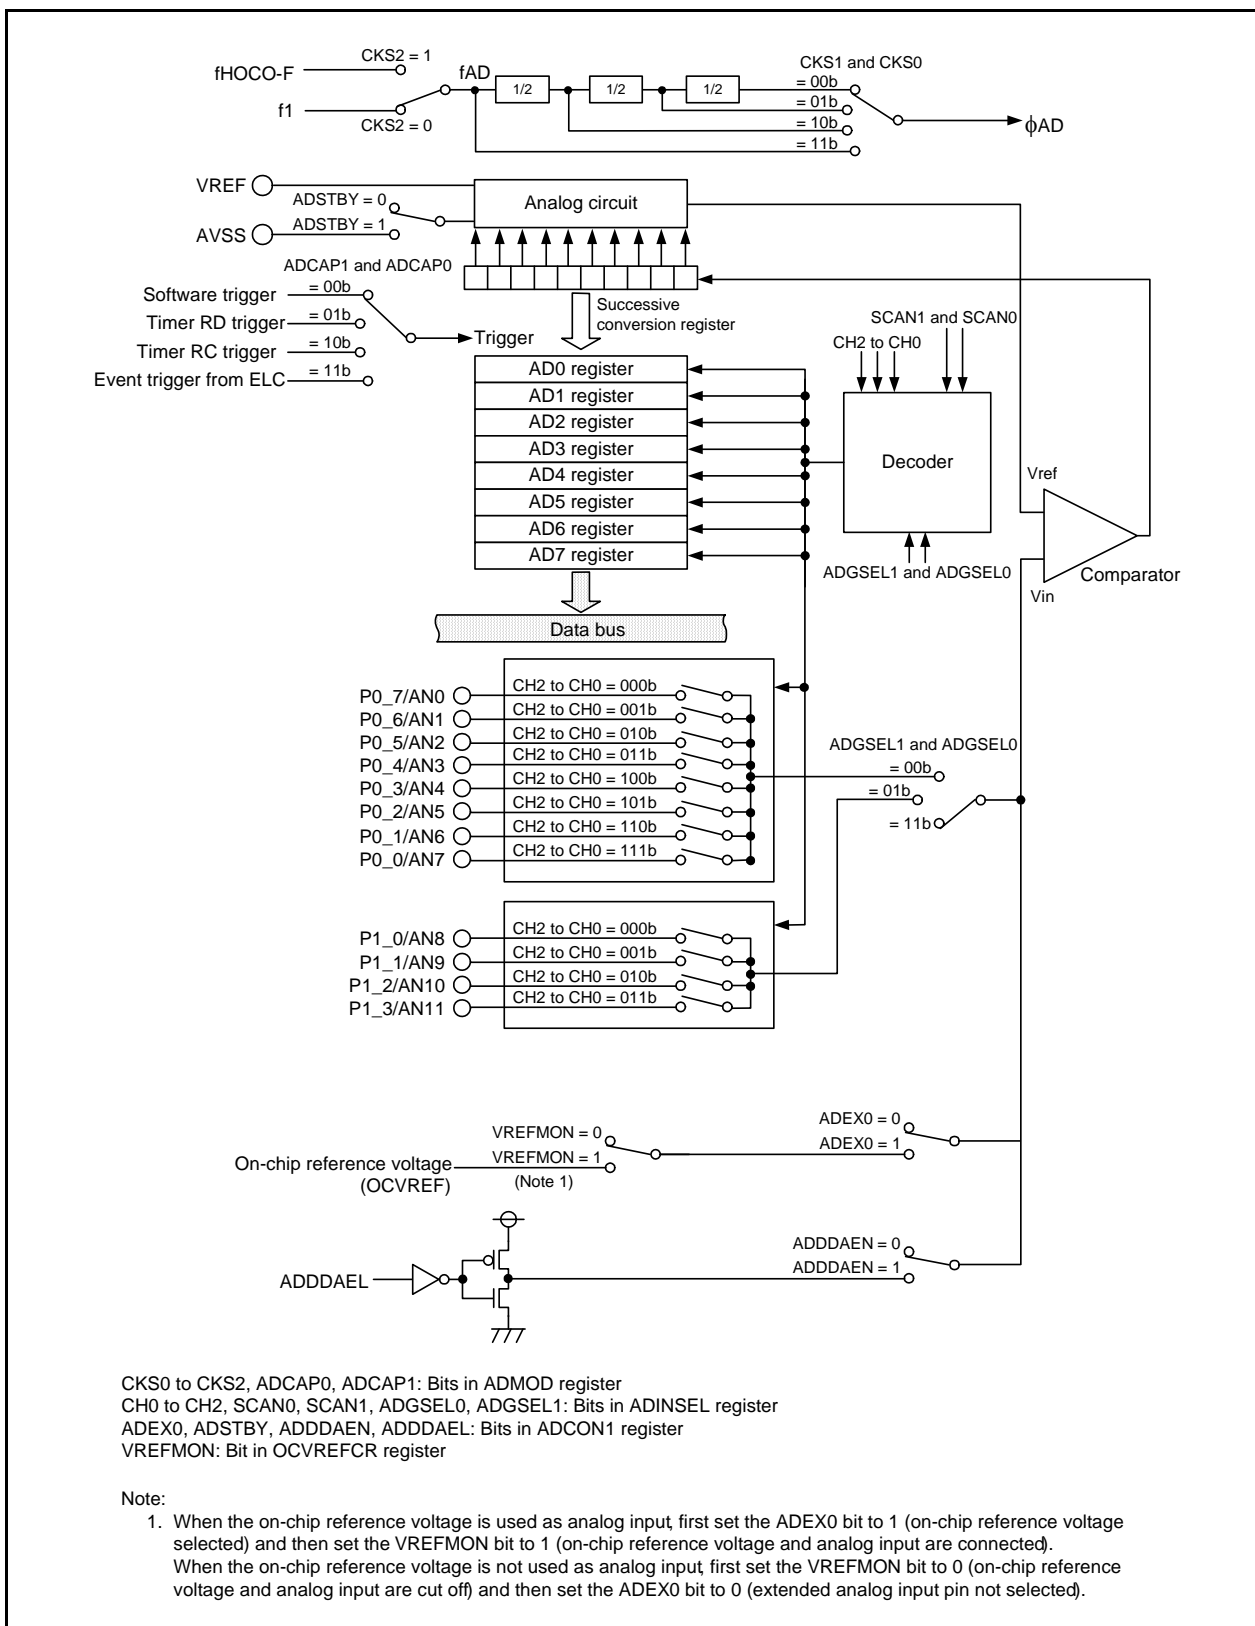 CKS2 = 1
fHOCO-F
fAD
CKS1 and CKS0
1/2
1/2
1/2
= 00b
= 01b
f1
CKS2 = 0
= 10b
ϕAD
= 11b
VREF
ADSTBY = 0
Analog circuit
ADSTBY = 1
AVSS
ADCAP1 and ADCAP0
Software trigger
= 00b
Successive
conversion register
Timer RD trigger
= 01b
Trigger
Timer RC trigger
= 10b
Event trigger from ELC
= 11b
SCAN1 and SCAN0
CH2 to CH0
AD0 register
AD1 register
AD2 register
AD3 register
AD4 register
AD5 register
AD6 register
AD7 register
Decoder
Vref
ADGSEL1 and ADGSEL0
Comparator
Vin
Data bus
P0_7/AN0
CH2 to CH0 = 000b
P0_6/AN1
CH2 to CH0 = 001b
P0_5/AN2
CH2 to CH0 = 010b
P0_4/AN3
CH2 to CH0 = 011b
P0_3/AN4
CH2 to CH0 = 100b
P0_2/AN5
CH2 to CH0 = 101b
P0_1/AN6
CH2 to CH0 = 110b
P0_0/AN7
CH2 to CH0 = 111b
ADGSEL1 and ADGSEL0
= 00b
= 01b
= 11b
P1_0/AN8
CH2 to CH0 = 000b
P1_1/AN9
CH2 to CH0 = 001b
P1_2/AN10
CH2 to CH0 = 010b
P1_3/AN11
CH2 to CH0 = 011b
VREFMON = 0
ADEX0 = 0
On-chip reference voltage
(OCVREF)
VREFMON = 1
ADEX0 = 1
(Note 1)
ADDDAEN = 0
ADDDAEL
ADDDAEN = 1
CKS0 to CKS2, ADCAP0, ADCAP1: Bits in ADMOD register
CH0 to CH2, SCAN0, SCAN1, ADGSEL0, ADGSEL1: Bits in ADINSEL register
ADEX0, ADSTBY, ADDDAEN, ADDDAEL: Bits in ADCON1 register
VREFMON: Bit in OCVREFCR register
Note:
1. When the on-chip reference voltage is used as analog input, first set the ADEX0 bit to 1 (on-chip reference voltage
selected) and then set the VREFMON bit to 1 (on-chip reference voltage and analog input are connected).
When the on-chip reference voltage is not used as analog input, first set the VREFMON bit to 0 (on-chip reference
voltage and analog input are cut off) and then set the ADEX0 bit to 0 (extended analog input pin not selected).